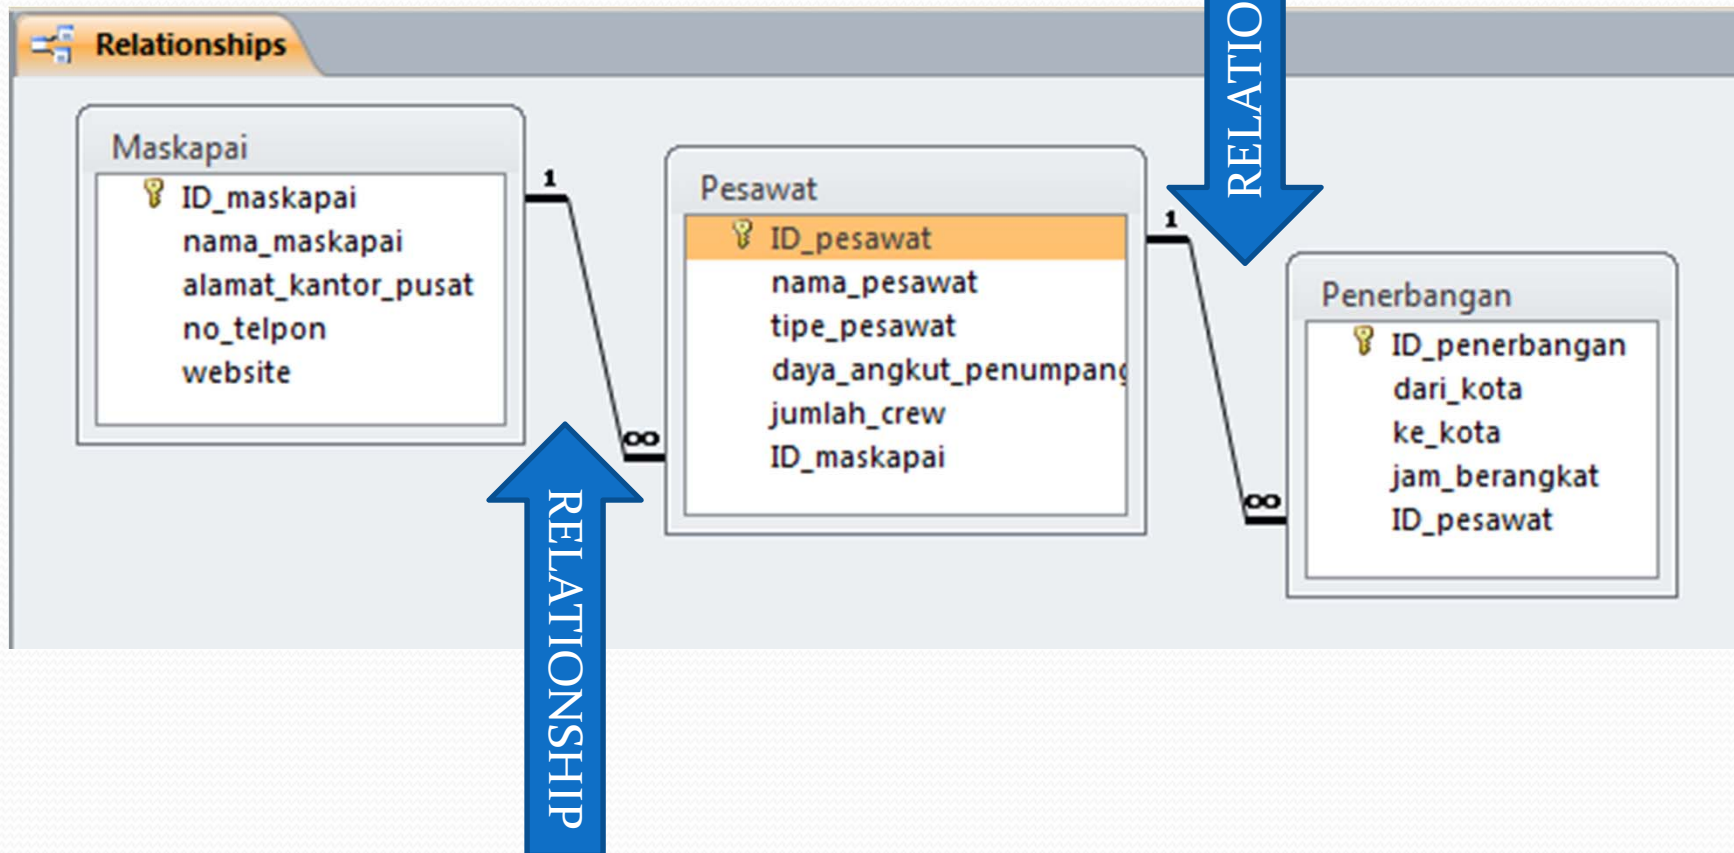 Relationships
Maskapai
ID_maskapai
nama_maskapai
alamat_kantor_pusat
no_telpon
website
1
∞
Pesawat
ID_pesawat
nama_pesawat
tipe_pesawat
daya_angkut_penumpang
jumlah_crew
ID_maskapai
1
∞
Penerbangan
ID_penerbangan
dari_kota
ke_kota
jam_berangkat
ID_pesawat
RELATIO
RELATIONSHIP